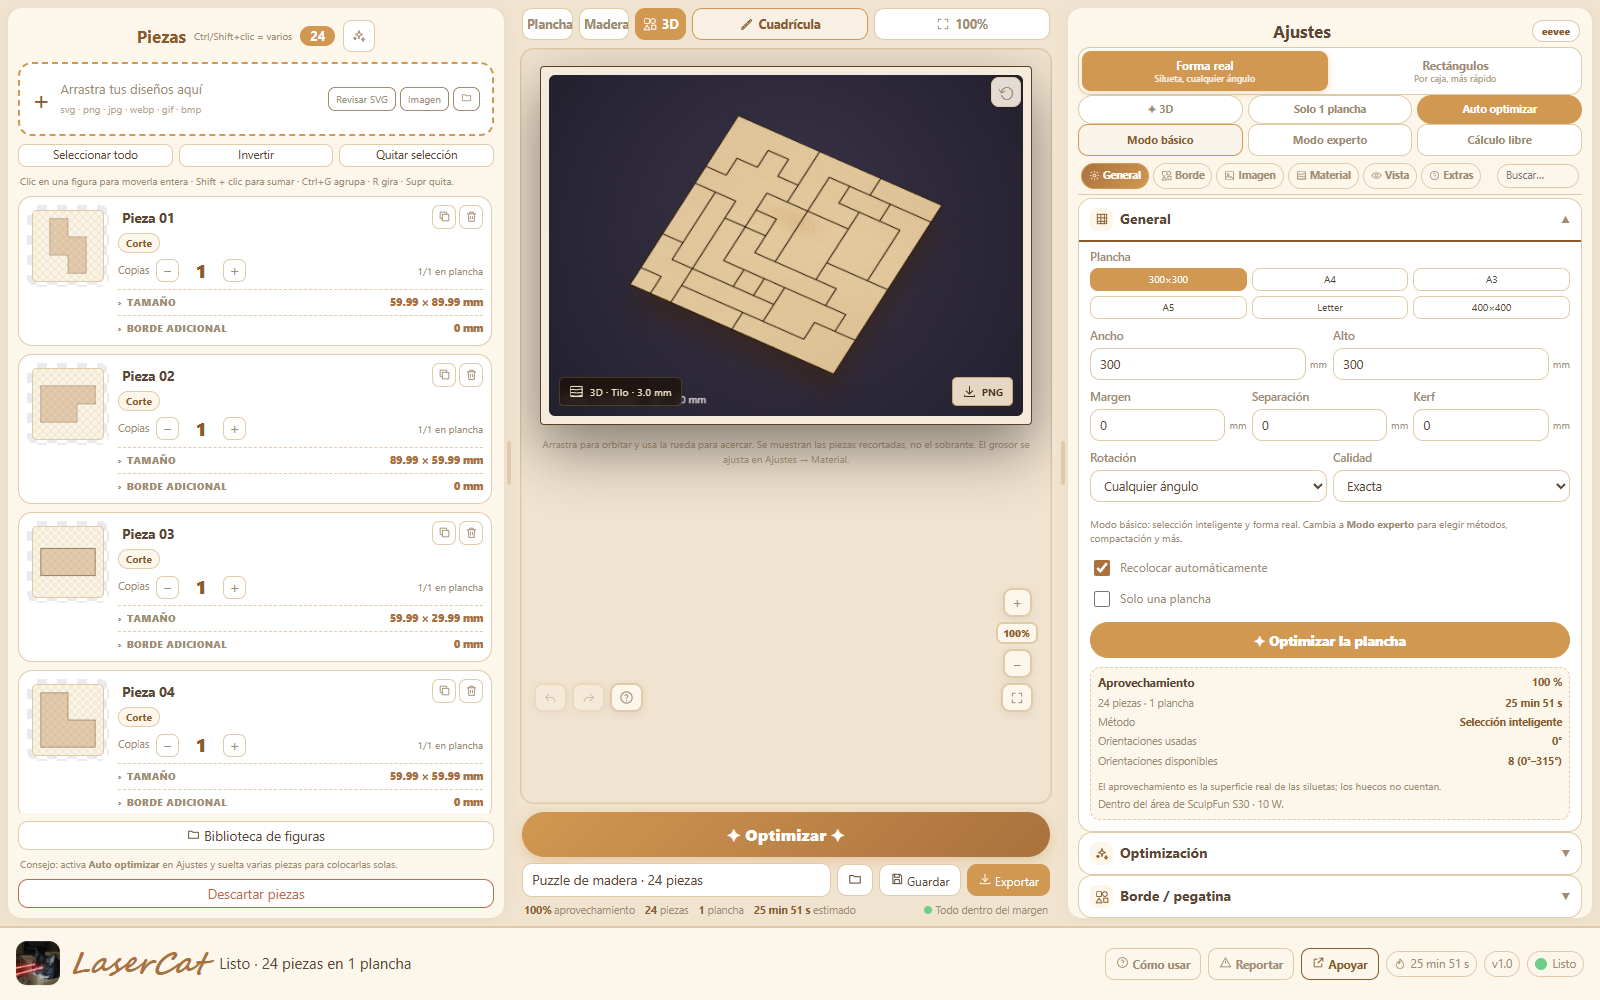 Piezas
Ctrl/Shift+clic = varios
24
Arrastra tus diseños aquí
svg · png · jpg · webp · gif · bmp
Revisar SVG
Imagen
Seleccionar todo
Invertir
Quitar selección
Clic en una figura para moverla entera · Shift + clic para sumar · Ctrl+G agrupa · R gira · Supr quita.
Pieza 01
Corte
Copias − 1 +
1/1 en plancha
TAMAÑO 59.99 × 89.99 mm
BORDE ADICIONAL 0 mm
Pieza 02
Corte
Copias − 1 +
1/1 en plancha
TAMAÑO 89.99 × 59.99 mm
BORDE ADICIONAL 0 mm
Pieza 03
Corte
Copias − 1 +
1/1 en plancha
TAMAÑO 59.99 × 29.99 mm
BORDE ADICIONAL 0 mm
Pieza 04
Corte
Copias − 1 +
1/1 en plancha
TAMAÑO 59.99 × 59.99 mm
BORDE ADICIONAL 0 mm
Biblioteca de figuras
Consejo: activa Auto optimizar en Ajustes y suelta varias piezas para colocarlas solas.
Descartar piezas
Plancha
Madera
3D
Cuadrícula
100%
3D · Tilo · 3.0 mm
0 mm
PNG
Arrastra para orbitar y usa la rueda para acercar. Se muestran las piezas recortadas, no el sobrante. El grosor se
ajusta en Ajustes → Material.
+
100%
−
✦ Optimizar ✦
Puzzle de madera · 24 piezas
Guardar
Exportar
100% aprovechamiento 24 piezas 1 plancha 25 min 51 s estimado
Todo dentro del margen
Ajustes
eevee
Forma real
Silueta, cualquier ángulo
Rectángulos
Por caja, más rápido
✦ 3D
Solo 1 plancha
Auto optimizar
Modo básico
Modo experto
Cálculo libre
General
Borde
Imagen
Material
Vista
Extras
Buscar...
General
Plancha
300×300
A4
A3
A5
Letter
400×400
Ancho
Alto
300 mm
300 mm
Margen
Separación
Kerf
0 mm
0 mm
0 mm
Rotación
Calidad
Cualquier ángulo
Exacta
Modo básico: selección inteligente y forma real. Cambia a Modo experto para elegir métodos,
compactación y más.
Recolocar automáticamente
Solo una plancha
✦ Optimizar la plancha
Aprovechamiento 100 %
24 piezas · 1 plancha 25 min 51 s
Método Selección inteligente
Orientaciones usadas 0°
Orientaciones disponibles 8 (0°–315°)
El aprovechamiento es la superficie real de las siluetas; los huecos no cuentan.
Dentro del área de SculpFun S30 · 10 W.
Optimización
Borde / pegatina
LaserCat
Listo · 24 piezas en 1 plancha
Cómo usar
Reportar
Apoyar
25 min 51 s
v1.0
Listo